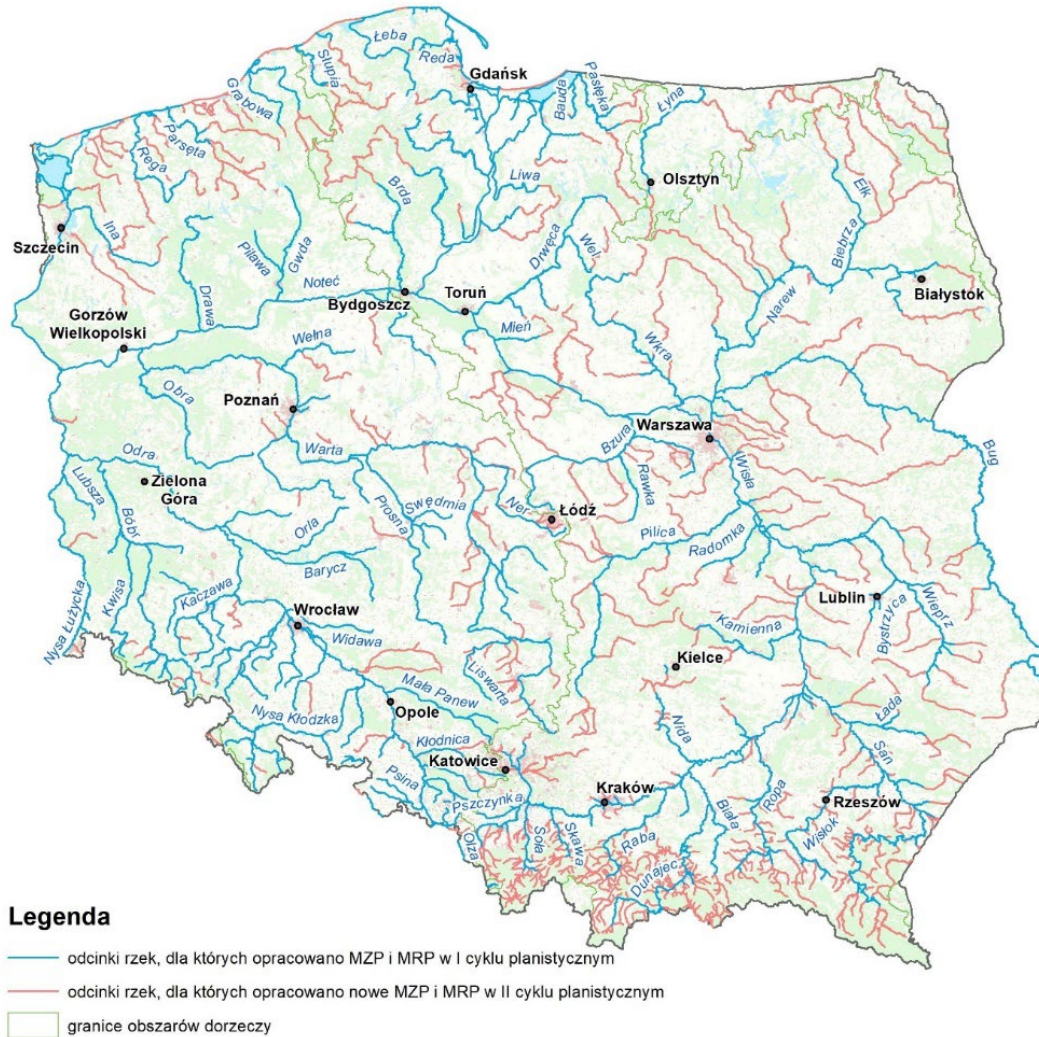 Łeba
Reda
Słupia
Gdańsk
Grabowa
Bauda
Pasłęka
Łyna
Parsęta
Rega
Brda
Liwa
Olsztyn
Ełk
Szczecin
Ina
Drwęca
Wel
Biebrza
Piława
Gwda
Noteć
Drawa
Bydgoszcz
Toruń
Białystok
Narew
Gorzów
Wielkopolski
Wełna
Mień
Wkra
Obra
Poznań
Warszawa
Bzura
Bug
Odra
Warta
Wisła
Zielona
Góra
Lubsza
Bóbr
Rawka
Ner
Łódź
Prosna
Swędrnia
Orla
Pilica
Radomka
Barycz
Kaczawa
Kwisa
Nysa Łużycka
Wrocław
Lublin
Bystrzyca
Wieprz
Widawa
Kamienna
Kielce
Liswarta
Mała Panew
Opole
Nysa Kłodzka
Nida
Łada
Kłodnica
Katowice
San
Psina
Pszczynka
Kraków
Ropa
Rzeszów
Biała
Wisłok
Olza
Soła
Skawa
Raba
Dunajec
Legenda
odcinki rzek, dla których opracowano MZP i MRP w I cyklu planistycznym
odcinki rzek, dla których opracowano nowe MZP i MRP w II cyklu planistycznym
granice obszarów dorzeczy